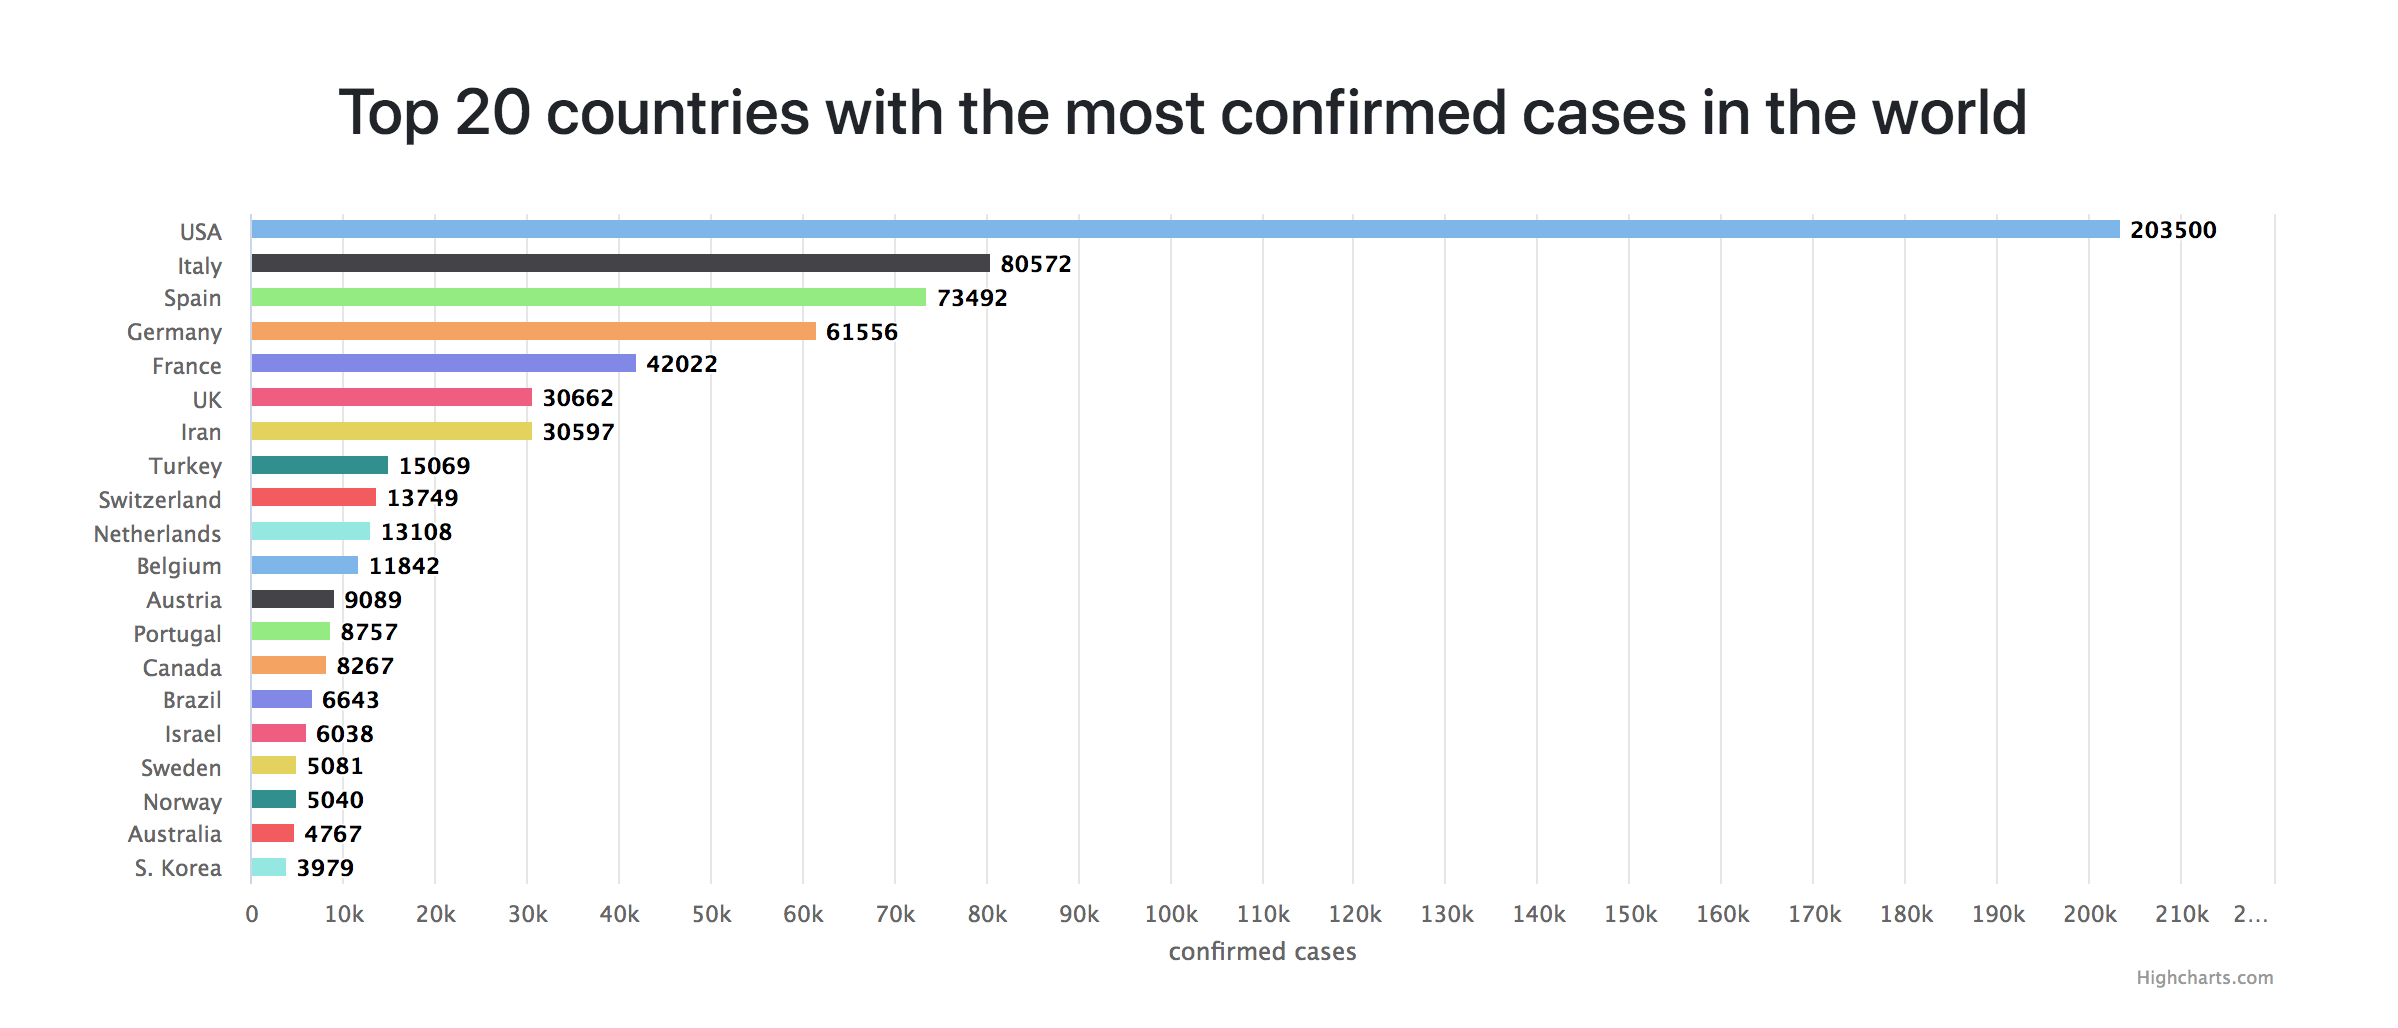 Top 20 countries with the most confirmed cases in the world
USA 203500
Italy 80572
Spain 73492
Germany 61556
France 42022
UK 30662
Iran 30597
Turkey 15069
Switzerland 13749
Netherlands 13108
Belgium 11842
Austria 9089
Portugal 8757
Canada 8267
Brazil 6643
Israel 6038
Sweden 5081
Norway 5040
Australia 4767
S. Korea 3979
0 10k 20k 30k 40k 50k 60k 70k 80k 90k 100k 110k 120k 130k 140k 150k 160k 170k 180k 190k 200k 210k 2...
confirmed cases
Highcharts.com